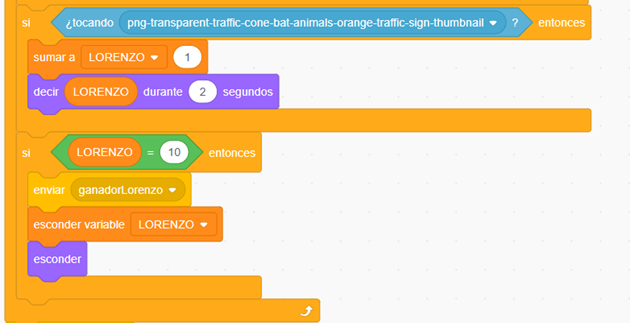 si ¿tocando png-transparent-traffic-cone-bat-animals-orange-traffic-sign-thumbnail ? entonces
sumar a LORENZO 1
decir LORENZO durante 2 segundos
si LORENZO = 10 entonces
enviar ganadorLorenzo
esconder variable LORENZO
esconder